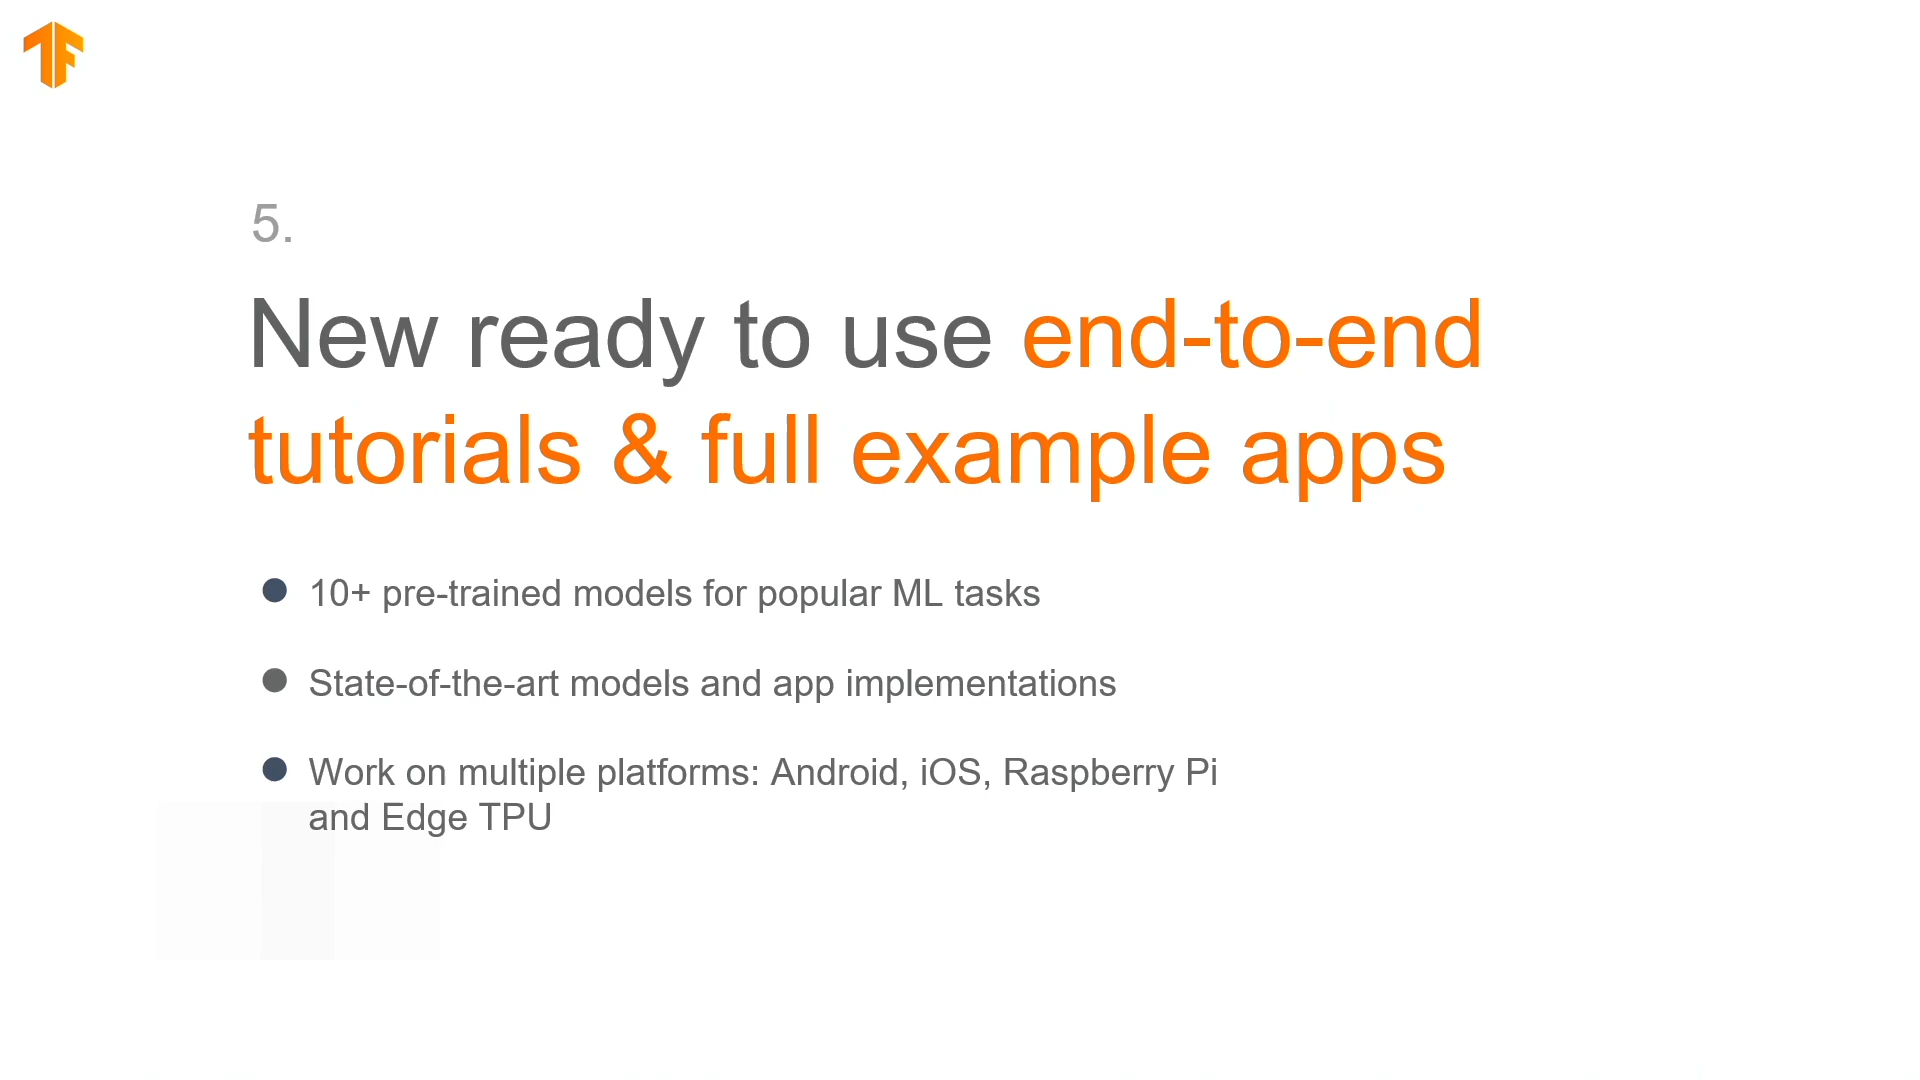 5.
New ready to use end-to-end
tutorials & full example apps
10+ pre-trained models for popular ML tasks
State-of-the-art models and app implementations
Work on multiple platforms: Android, iOS, Raspberry Pi
and Edge TPU